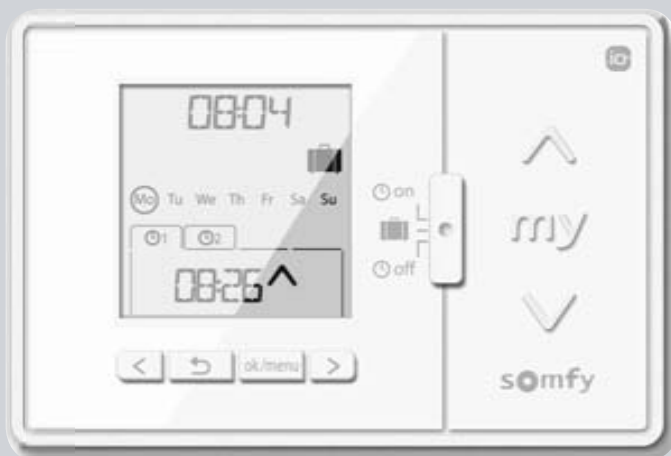 io
08:04
Mo Tu We Th Fr Sa Su
1 2
08:26
on
off
my
< ok/menu >
somfy